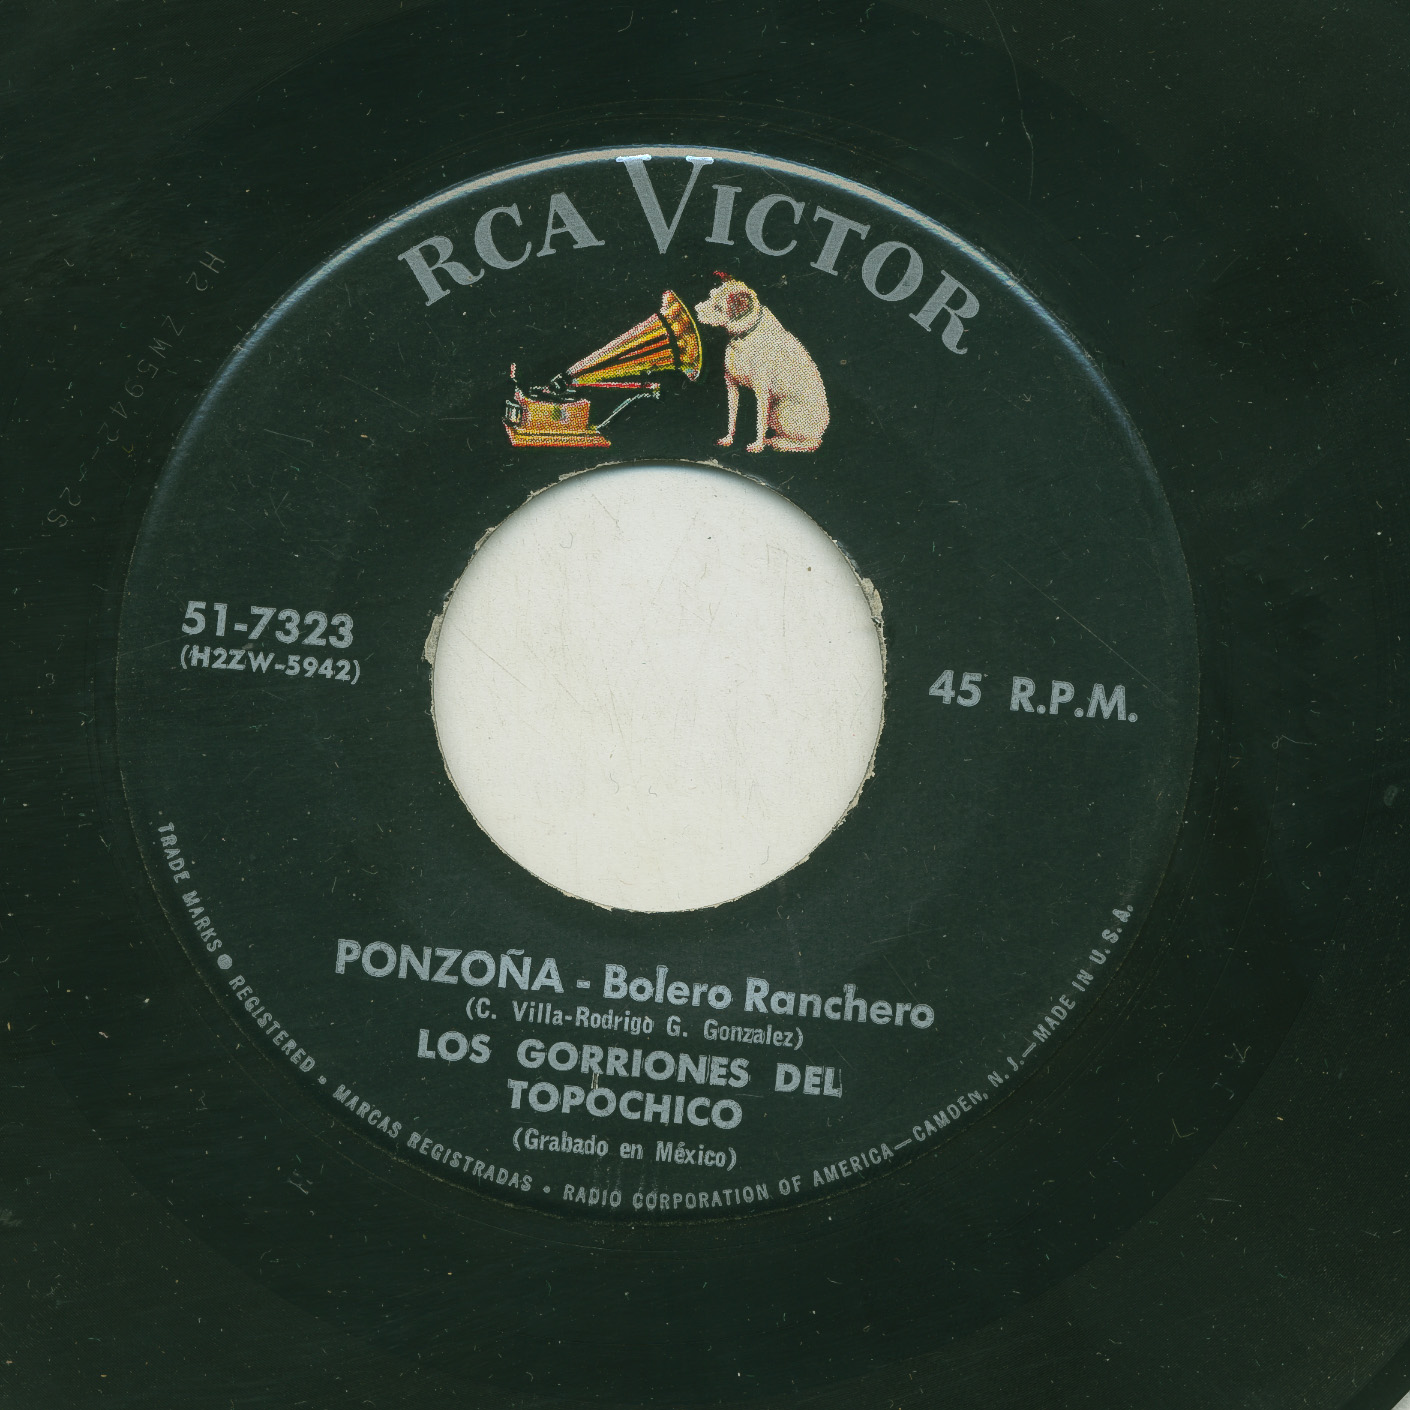 RCA VICTOR
H2 ZW5942-2S
51-7323
(H2ZW-5942)
45 R.P.M.
PONZOÑA - Bolero Ranchero
(C. Villa-Rodrigo G. Gonzalez)
LOS GORRIONES DEL
TOPOCHICO
(Grabado en México)
TRADE MARKS ® REGISTERED • MARCAS REGISTRADAS • RADIO CORPORATION OF AMERICA—CAMDEN, N. J.—MADE IN U. S. A.